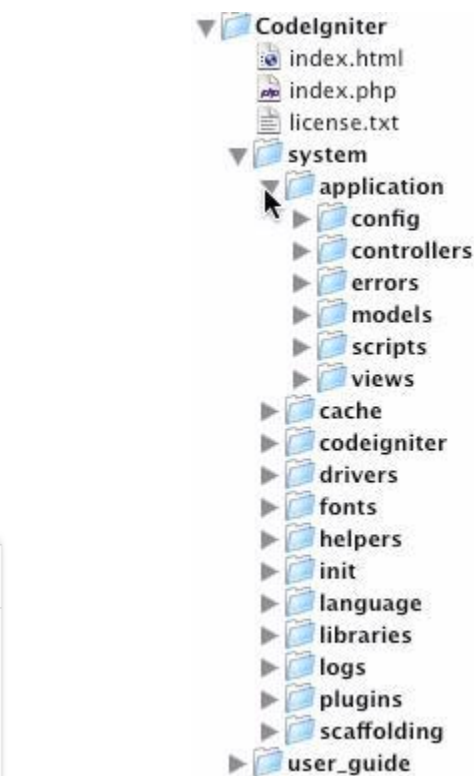 CodeIgniter
index.html
index.php
license.txt
system
application
config
controllers
errors
models
scripts
views
cache
codeigniter
drivers
fonts
helpers
init
language
libraries
logs
plugins
scaffolding
user_guide